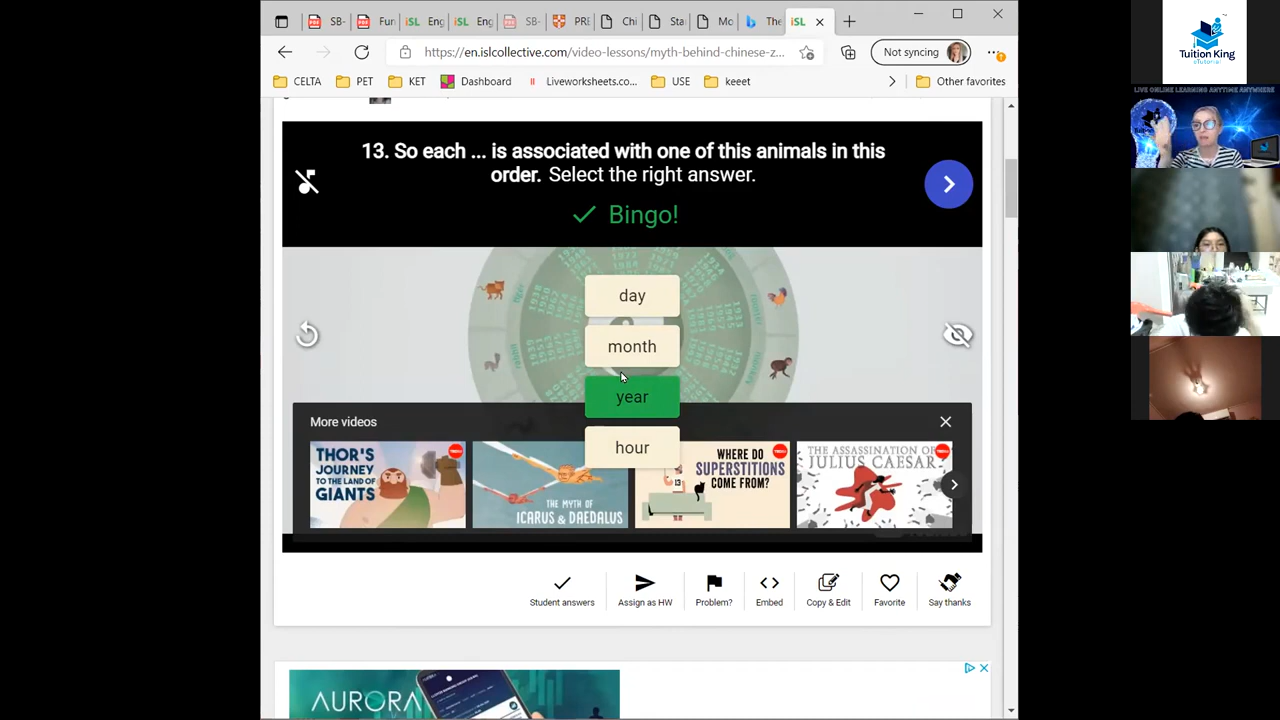 SB-
Fur
iSL Eng
iSL Eng
SB-
PRE
Chi
Sta
Mo
The
iSL
https://en.islcollective.com/video-lessons/myth-behind-chinese-z...
Not syncing
CELTA
PET
KET
Dashboard
Liveworksheets.co...
USE
keeet
Other favorites
13. So each ... is associated with one of this animals in this
order. Select the right answer.
Bingo!
day
month
year
hour
More videos
THOR'S
JOURNEY
TO THE LAND OF
GIANTS
THE MYTH OF
ICARUS & DAEDALUS
WHERE DO
SUPERSTITIONS
COME FROM?
13
THE ASSASSINATION OF
JULIUS CAESAR
Student answers
Assign as HW
Problem?
Embed
Copy & Edit
Favorite
Say thanks
AURORA
Tuition King
eTutorial
LIVE ONLINE LEARNING ANYTIME ANYWHERE